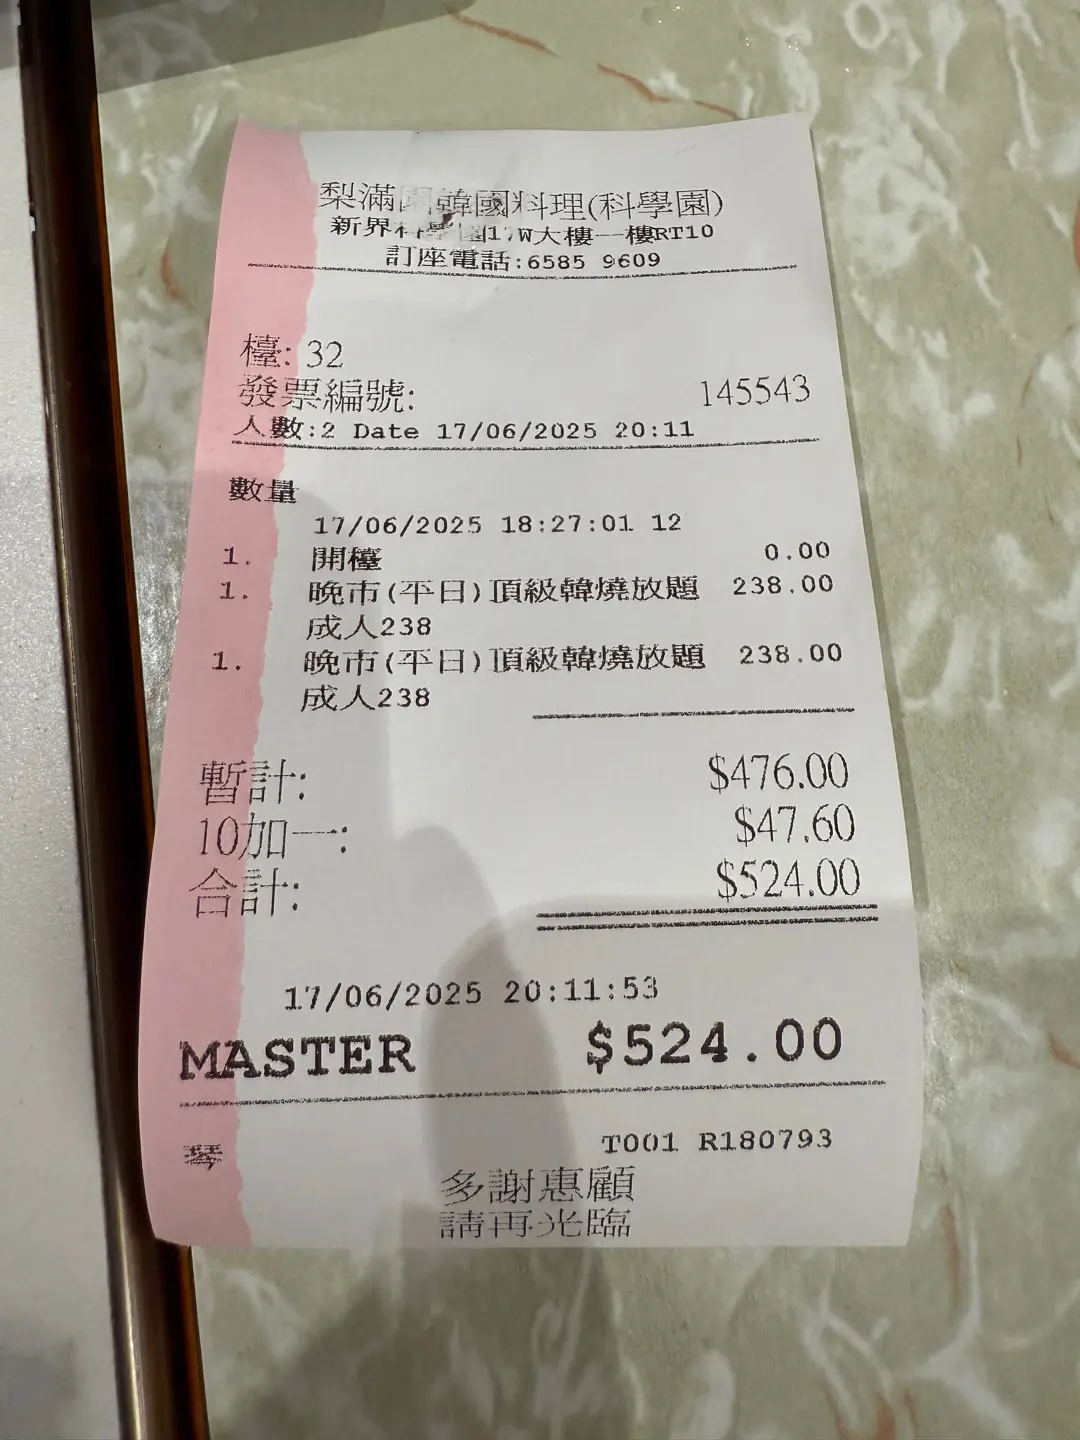 梨滿園韓國料理(科學園)
新界科學園17W大樓一樓RT10
訂座電話:6585 9609
檯: 32
發票編號: 145543
人數:2 Date 17/06/2025 20:11
數量
17/06/2025 18:27:01 12
1. 開檯 0.00
1. 晚市(平日)頂級韓燒放題 238.00
成人238
1. 晚市(平日)頂級韓燒放題 238.00
成人238
暫計: $476.00
10加一: $47.60
合計: $524.00
17/06/2025 20:11:53
MASTER $524.00
T001 R180793
琴
多謝惠顧
請再光臨